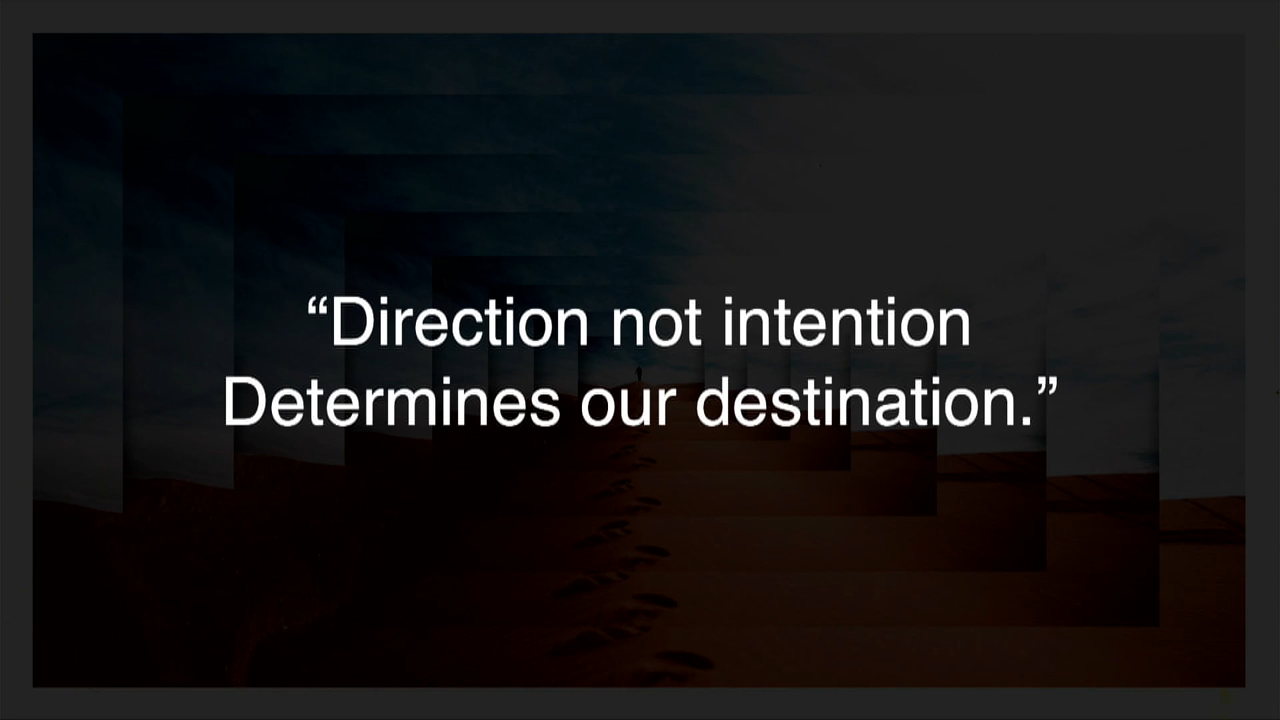 “Direction not intention
Determines our destination.”